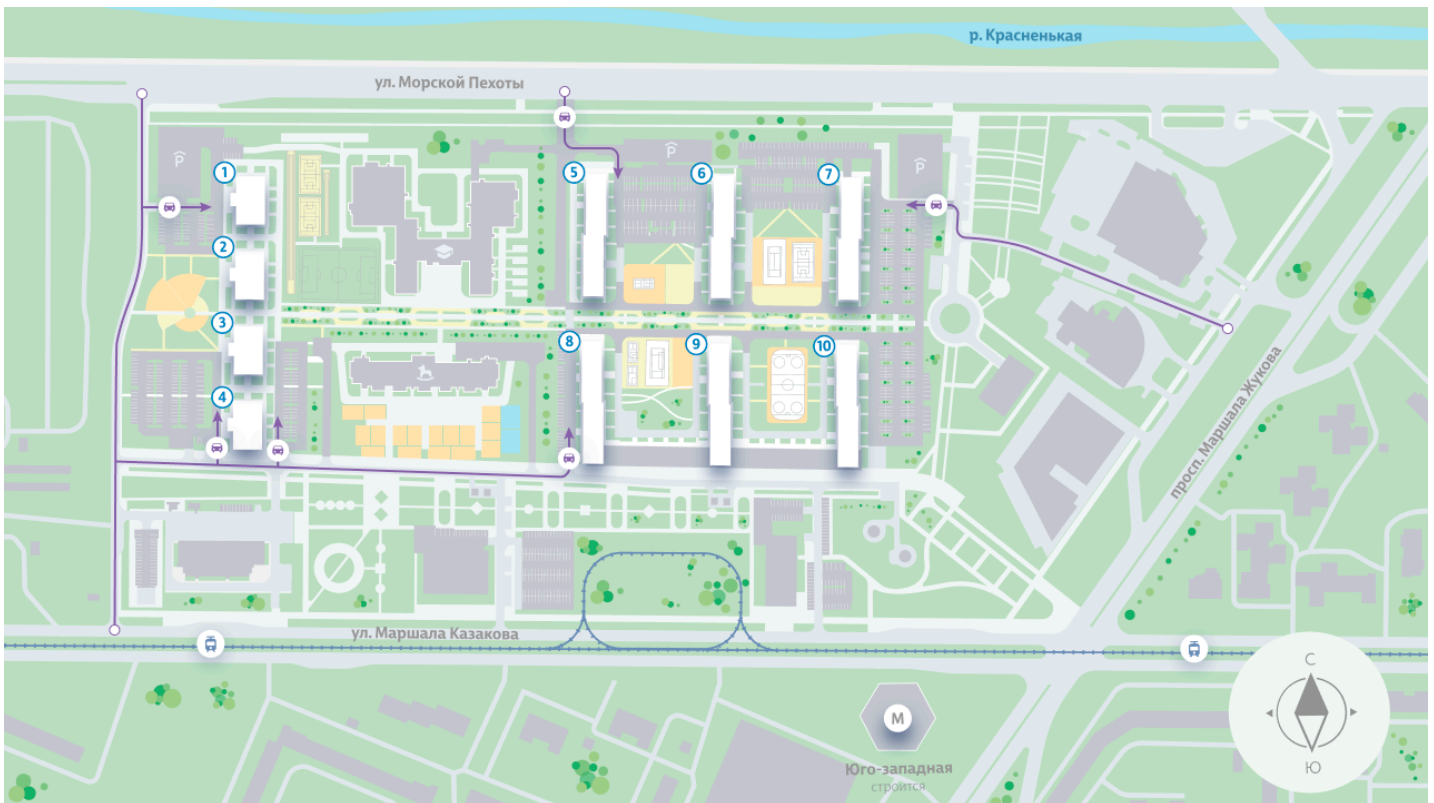 р. Красненькая
ул. Морской Пехоты
P
P
P
1
5
6
7
2
3
8
9
10
4
просп. Маршала Жукова
ул. Маршала Казакова
С
М
Юго-западная
строится
Ю